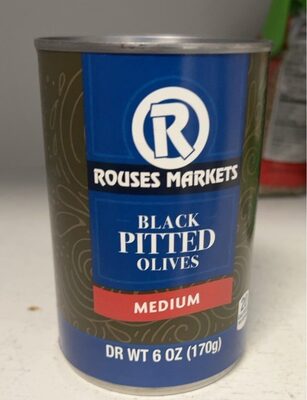 R
ROUSES MARKETS
BLACK
PITTED
OLIVES
MEDIUM
DR WT 6 OZ (170g)